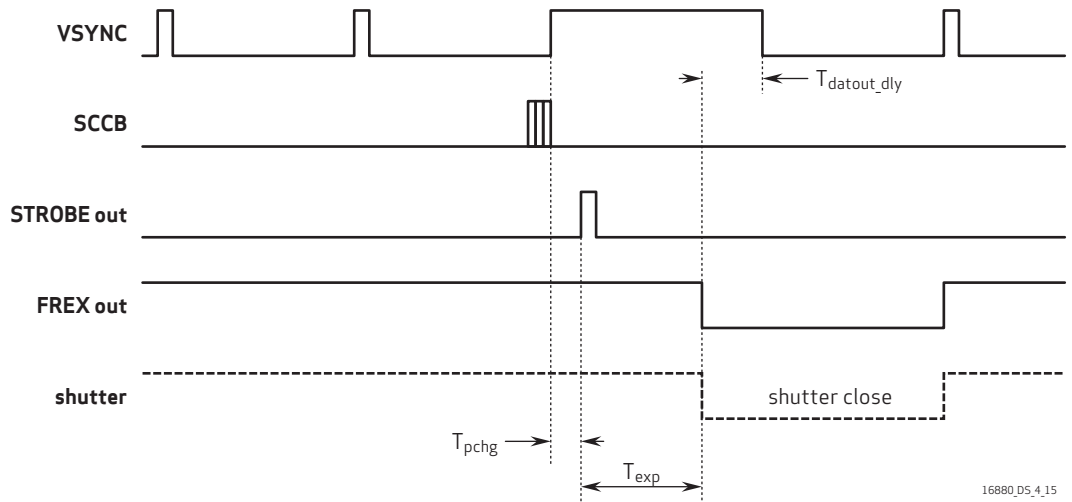 VSYNC
T_datout_dly
SCCB
STROBE out
FREX out
shutter
shutter close
T_pchg
T_exp
16880_DS_4_15